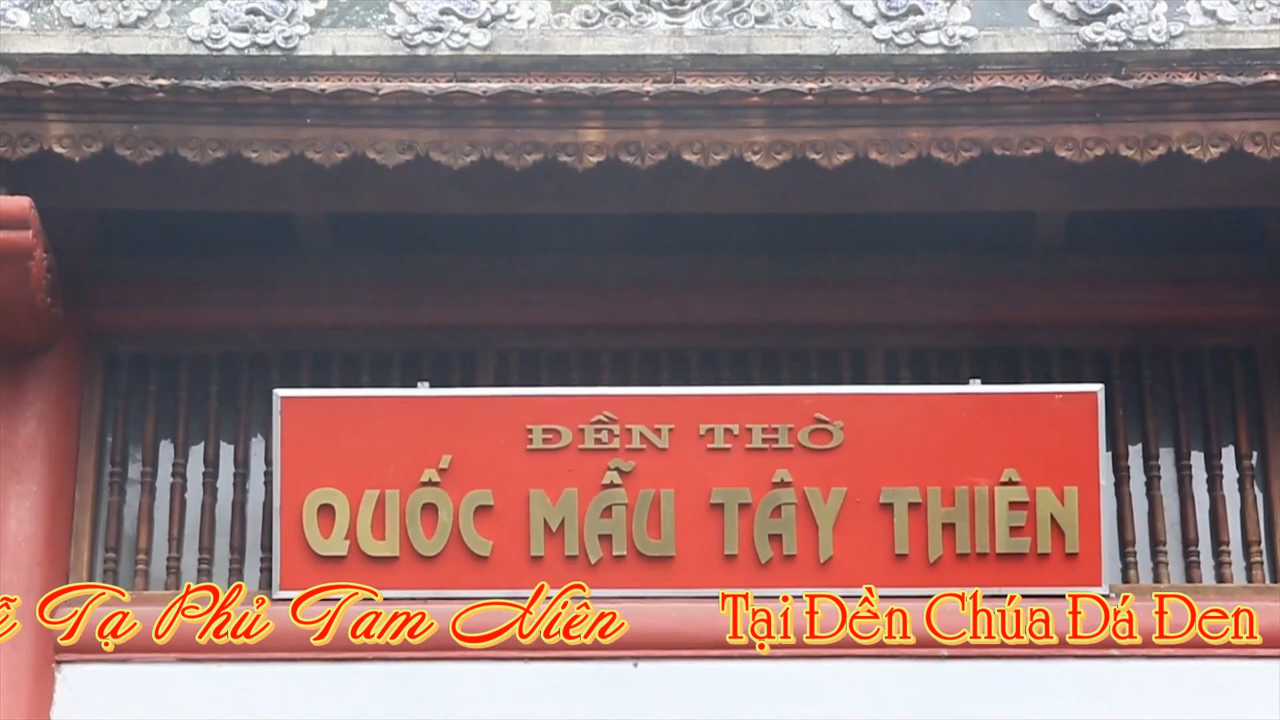 ĐỀN THỜ
QUỐC MẪU TÂY THIÊN
Tạ Phủ Tam Niên Tại Đền Chúa Đá Đen